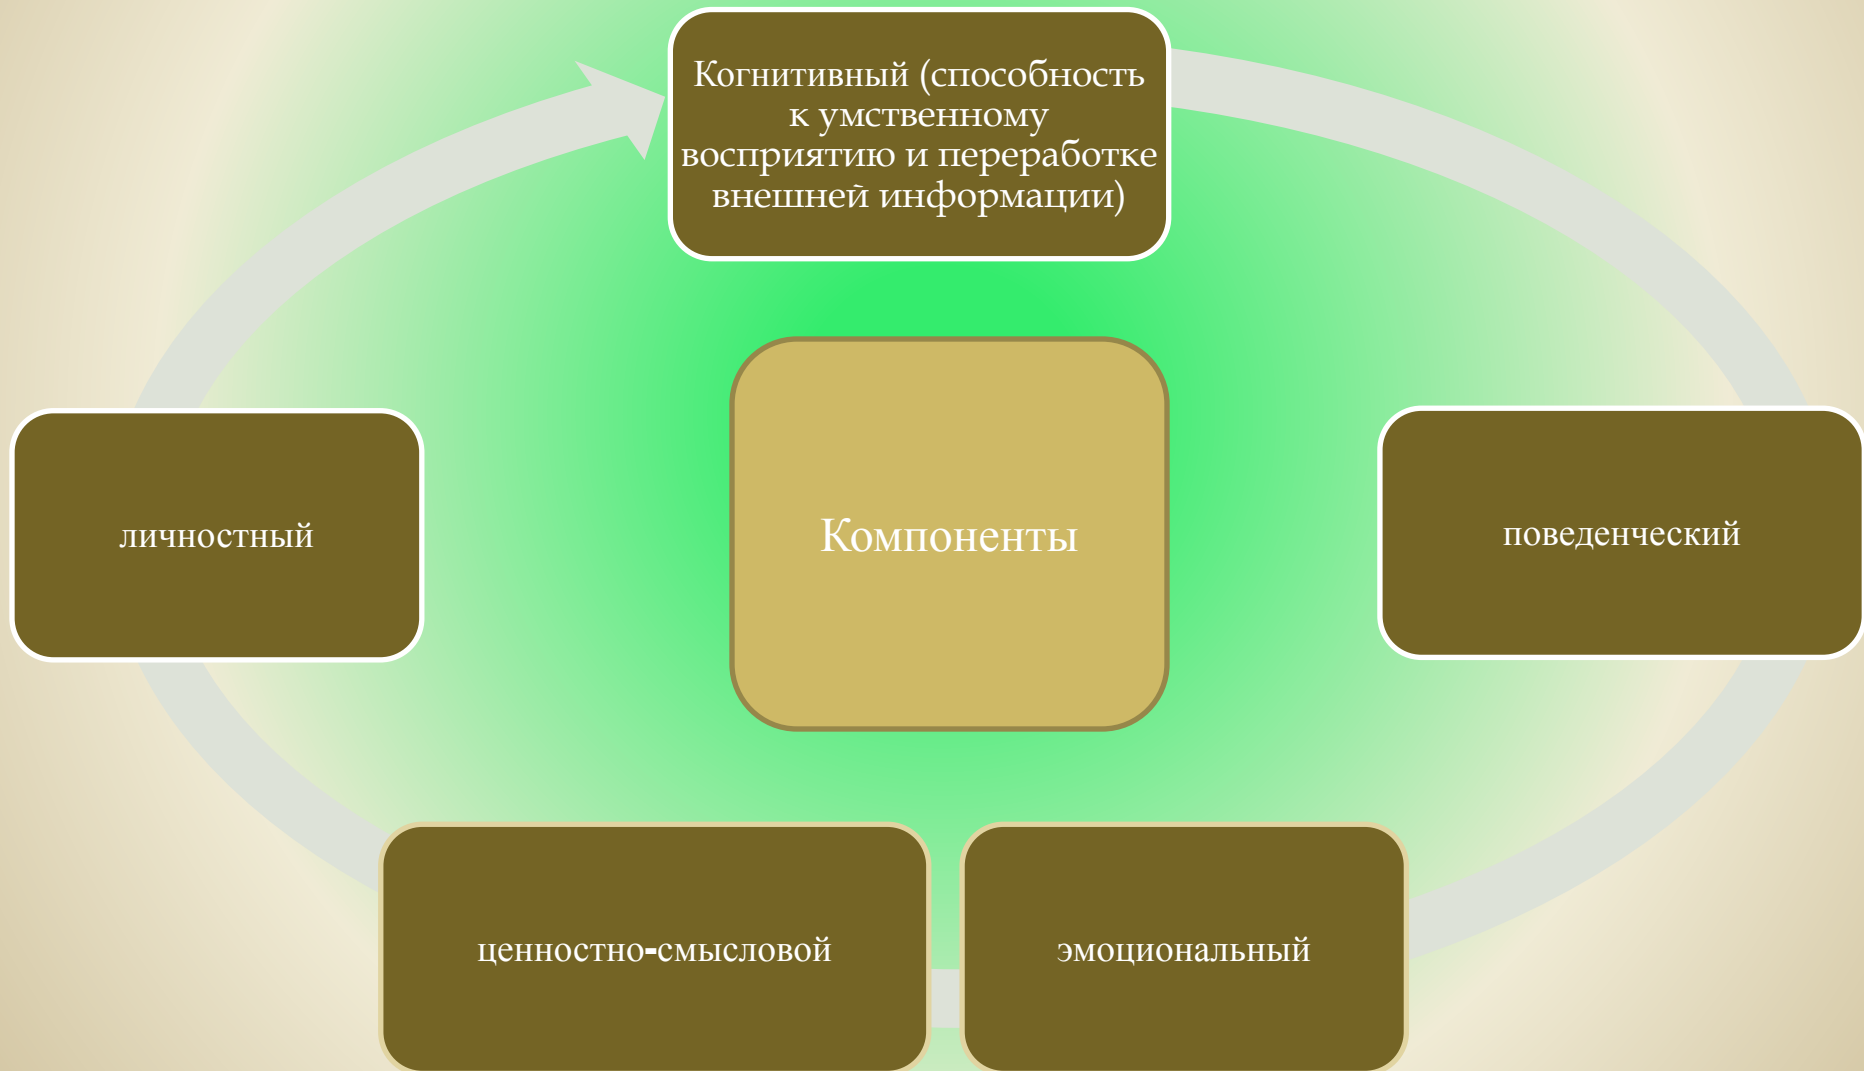 Когнитивный (способность
к умственному
восприятию и переработке
внешней информации)
личностный
Компоненты
поведенческий
ценностно-смысловой
эмоциональный